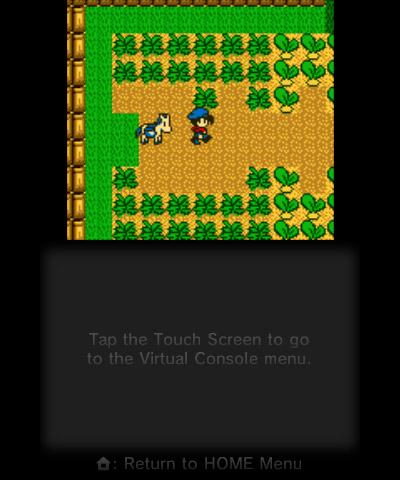 Tap the Touch Screen to go
to the Virtual Console menu.
: Return to HOME Menu